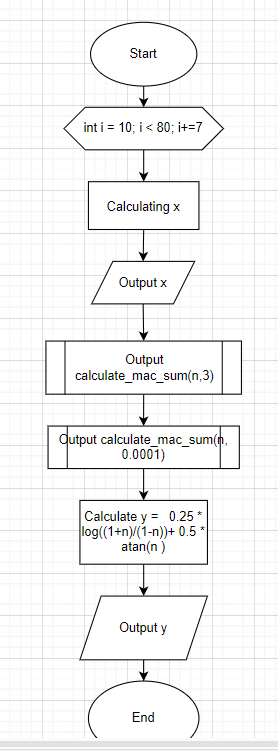 Start
int i = 10; i < 80; i+=7
Calculating x
Output x
Output
calculate_mac_sum(n,3)
Output calculate_mac_sum(n,
0.0001)
Calculate y = 0.25 *
log((1+n)/(1-n))+ 0.5 *
atan(n )
Output y
End